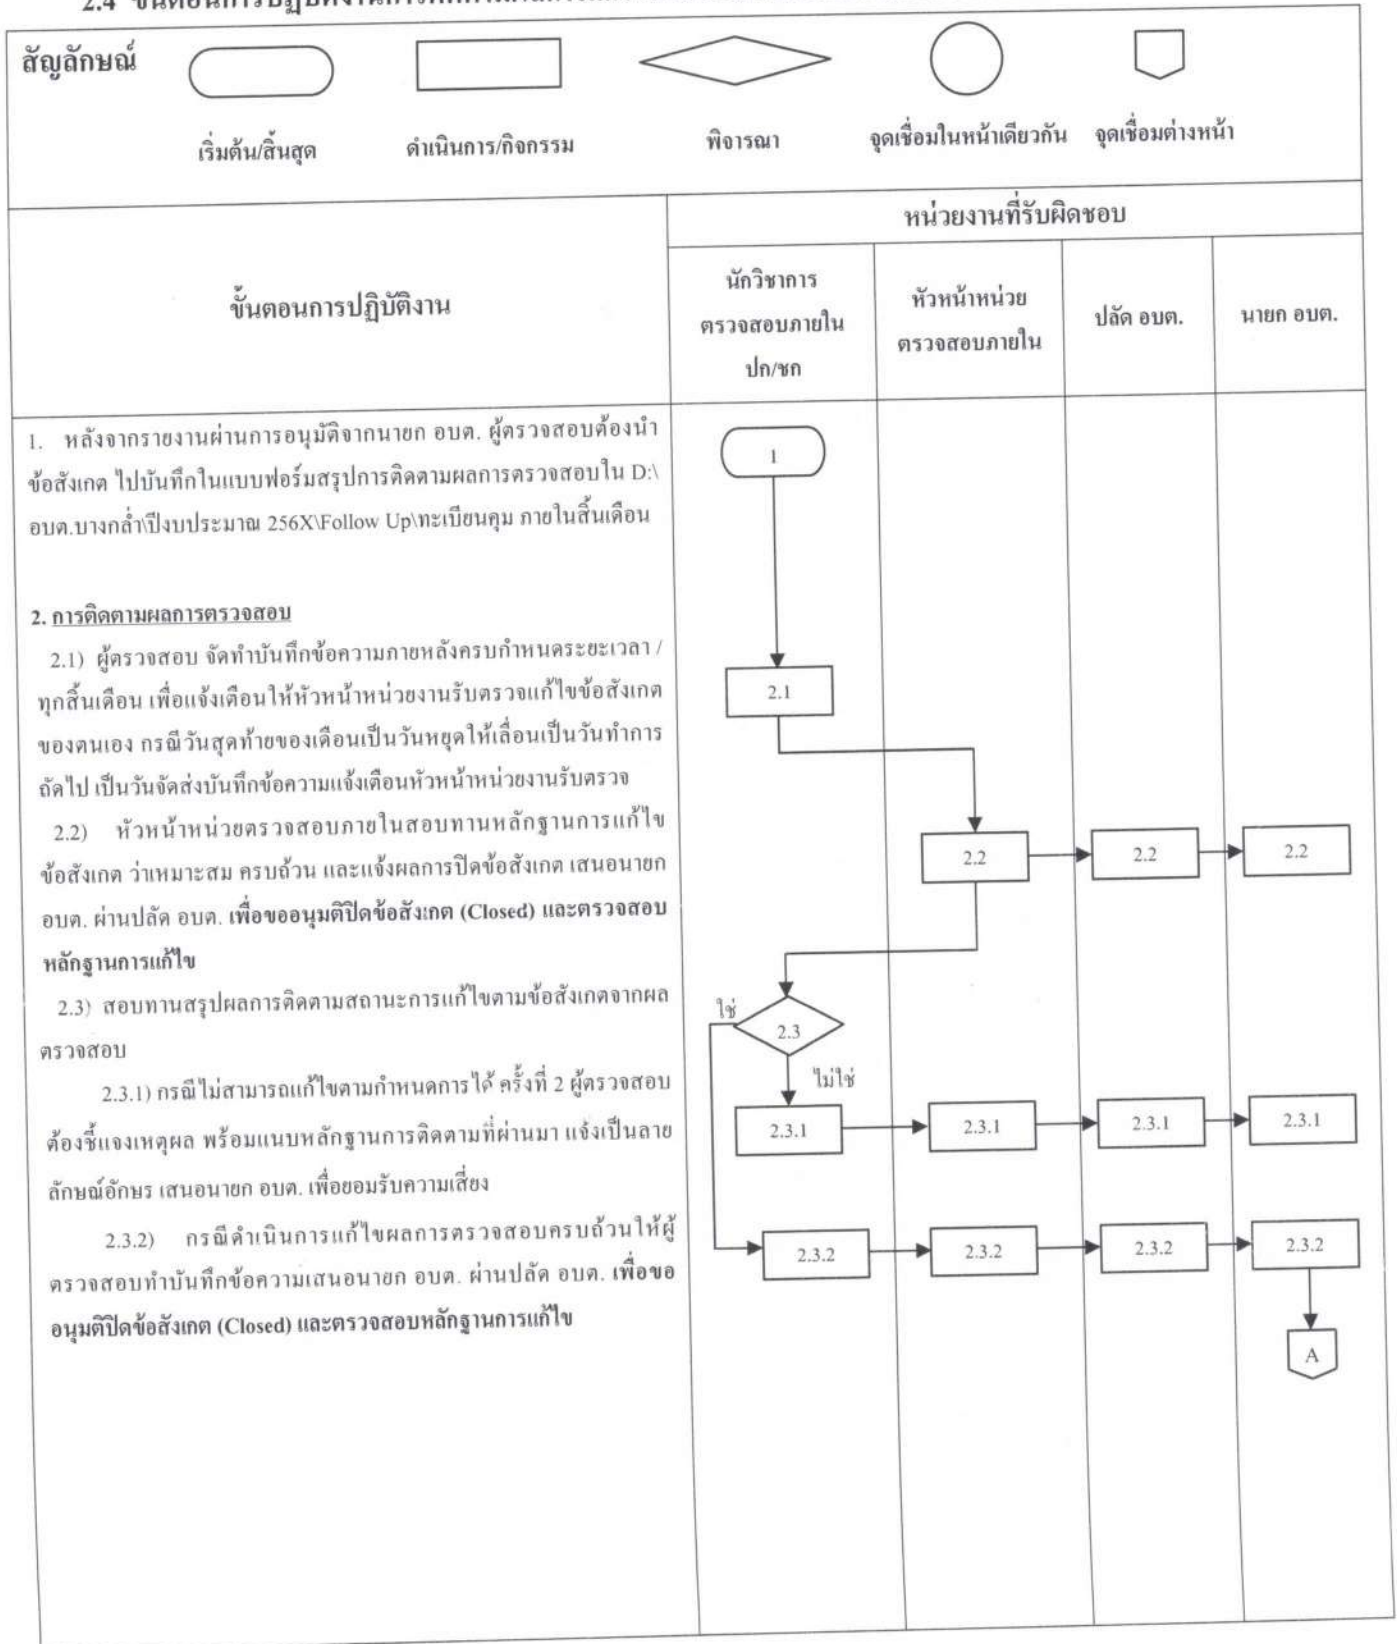 2.4 ขั้นตอนการปฏิบัติงานการติดตาม
สัญลักษณ์
เริ่มต้น/สิ้นสุด ดำเนินการ/กิจกรรม พิจารณา จุดเชื่อมในหน้าเดียวกัน จุดเชื่อมต่างหน้า
หน่วยงานที่รับผิดชอบ
ขั้นตอนการปฏิบัติงาน
นักวิชาการ
ตรวจสอบภายใน
ปก/ชก
หัวหน้าหน่วย
ตรวจสอบภายใน
ปลัด อบต.
นายก อบต.
1. หลังจากรายงานผ่านการอนุมัติจากนายก อบต. ผู้ตรวจสอบต้องนำ
ข้อสังเกต ไปบันทึกในแบบฟอร์มสรุปการติดตามผลการตรวจสอบใน D:\
อบต.บางกล่ำ\ปีงบประมาณ 256X\Follow Up\ทะเบียนคุม ภายในสิ้นเดือน
2. การติดตามผลการตรวจสอบ
2.1) ผู้ตรวจสอบ จัดทำบันทึกข้อความภายหลังครบกำหนดระยะเวลา /
ทุกสิ้นเดือน เพื่อแจ้งเตือนให้หัวหน้าหน่วยงานรับตรวจแก้ไขข้อสังเกต
ของตนเอง กรณีวันสุดท้ายของเดือนเป็นวันหยุดให้เลื่อนเป็นวันทำการ
ถัดไป เป็นวันจัดส่งบันทึกข้อความแจ้งเตือนหัวหน้าหน่วยงานรับตรวจ
2.2) หัวหน้าหน่วยตรวจสอบภายในสอบทานหลักฐานการแก้ไข
ข้อสังเกต ว่าเหมาะสม ครบถ้วน และแจ้งผลการปิดข้อสังเกต เสนอนายก
อบต. ผ่านปลัด อบต. เพื่อขออนุมติปิดข้อสังเกต (Closed) และตรวจสอบ
หลักฐานการแก้ไข
2.3) สอบทานสรุปผลการติดตามสถานะการแก้ไขตามข้อสังเกตจากผล
ตรวจสอบ
2.3.1) กรณีไม่สามารถแก้ไขตามกำหนดการได้ ครั้งที่ 2 ผู้ตรวจสอบ
ต้องชี้แจงเหตุผล พร้อมแนบหลักฐานการติดตามที่ผ่านมา แจ้งเป็นลาย
ลักษณ์อักษร เสนอนายก อบต. เพื่อยอมรับความเสี่ยง
2.3.2) กรณีดำเนินการแก้ไขผลการตรวจสอบครบถ้วนให้ผู้
ตรวจสอบทำบันทึกข้อความเสนอนายก อบต. ผ่านปลัด อบต. เพื่อขอ
อนุมติปิดข้อสังเกต (Closed) และตรวจสอบหลักฐานการแก้ไข
1
2.1
2.2 2.2 2.2
ใช่
2.3
ไม่ใช่
2.3.1 2.3.1 2.3.1 2.3.1
2.3.2 2.3.2 2.3.2 2.3.2
A